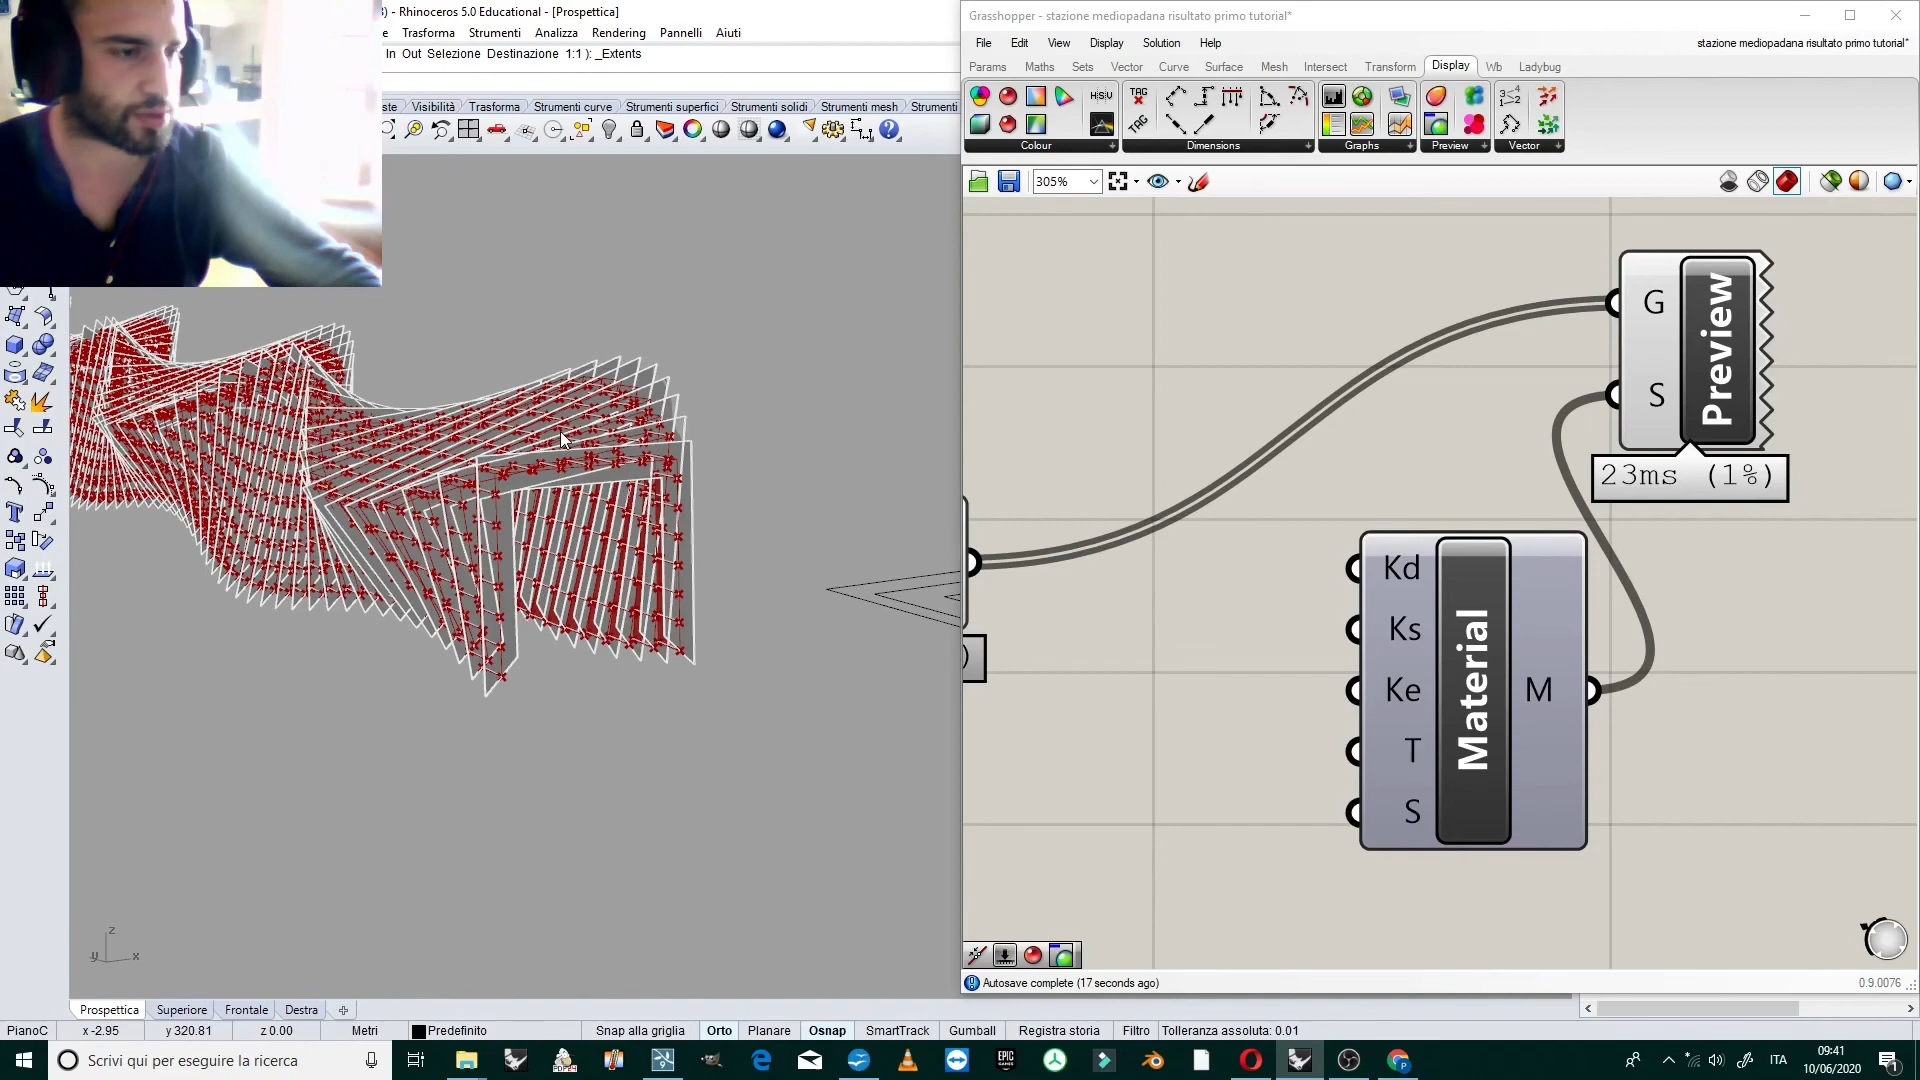 ) - Rhinoceros 5.0 Educational - [Prospettica]
Trasforma Strumenti Analizza Rendering Pannelli Aiuti
In Out Selezione Destinazione 1:1 ): _Extents
Visibilità Trasforma Strumenti curve Strumenti superfici Strumenti solidi Strumenti mesh Strumenti
z
y x
Prospettica Superiore Frontale Destra
PianoC x -2.95 y 320.81 z 0.00 Metri Predefinito Snap alla griglia Orto Planare Osnap SmartTrack Gumball Registra storia Filtro Tolleranza assoluta: 0.01
Grasshopper - stazione mediopadana risultato primo tutorial*
File Edit View Display Solution Help
stazione mediopadana risultato primo tutorial*
Params Maths Sets Vector Curve Surface Mesh Intersect Transform Display Wb Ladybug
HSV TAG TAG
Colour Dimensions Graphs Preview Vector
305%
G
S
Preview
23ms (1%)
Kd
Ks
Ke
T
S
Material
M
)
Autosave complete (17 seconds ago)
0.9.0076
Scrivi qui per eseguire la ricerca
ITA
09:41
10/06/2020
1